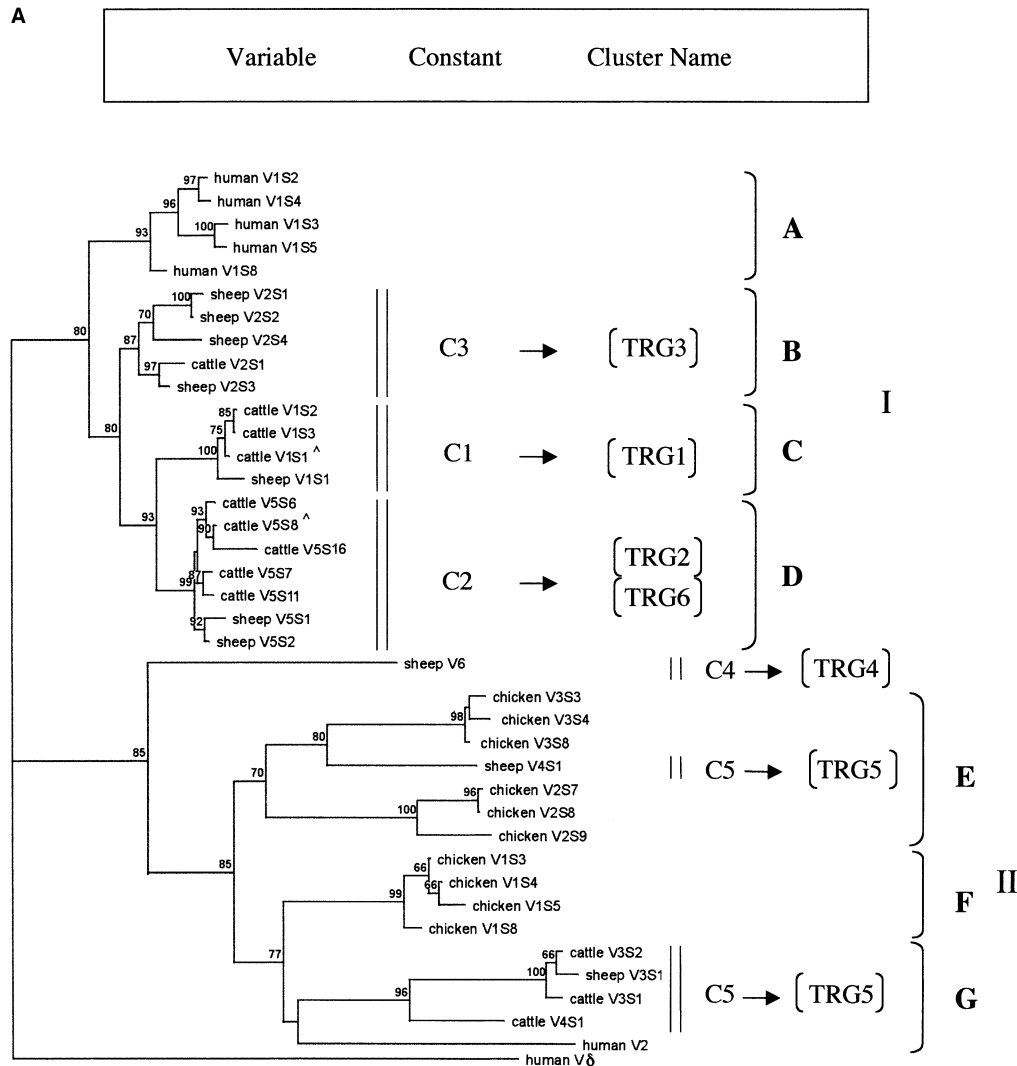 A
Variable Constant Cluster Name
97 human V1S2
human V1S4
96
100 human V1S3
93
human V1S5
human V1S8
A
100 sheep V2S1
sheep V2S2
70
80
sheep V2S4
87
C3 TRG3
B
97 cattle V2S1
sheep V2S3
I
85 cattle V1S2
75 cattle V1S3
80
100 cattle V1S1 ^
C1 TRG1
C
sheep V1S1
93 cattle V5S6
93
90 cattle V5S8 ^
cattle V5S16
TRG2
87 cattle V5S7
99
C2
TRG6
D
cattle V5S11
92 sheep V5S1
sheep V5S2
sheep V6
C4 TRG4
chicken V3S3
98 chicken V3S4
80
chicken V3S8
85
sheep V4S1
C5 TRG5
E
70
96 chicken V2S7
100
chicken V2S8
chicken V2S9
85
66 chicken V1S3
66 chicken V1S4
99
chicken V1S5
F
II
chicken V1S8
77
66 cattle V3S2
100 sheep V3S1
96
cattle V3S1
C5 TRG5
G
cattle V4S1
human V2
human Vδ